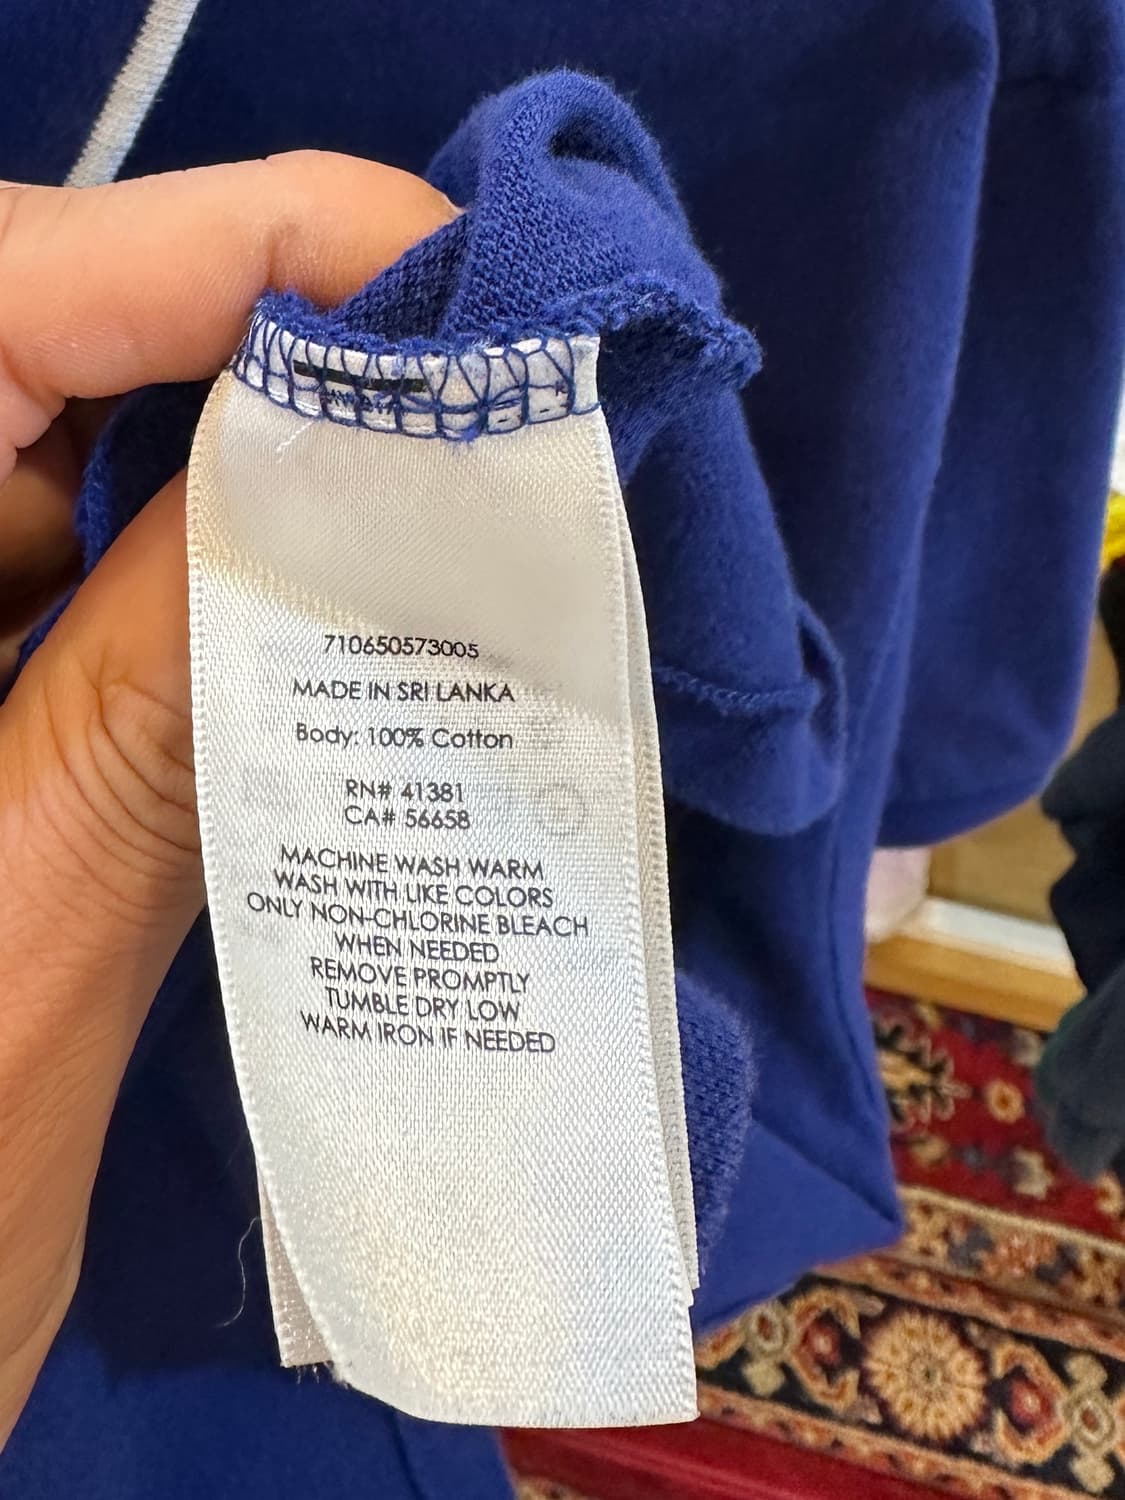 710650573005
MADE IN SRI LANKA
Body: 100% Cotton
RN# 41381
CA# 56658
MACHINE WASH WARM
WASH WITH LIKE COLORS
ONLY NON-CHLORINE BLEACH
WHEN NEEDED
REMOVE PROMPTLY
TUMBLE DRY LOW
WARM IRON IF NEEDED